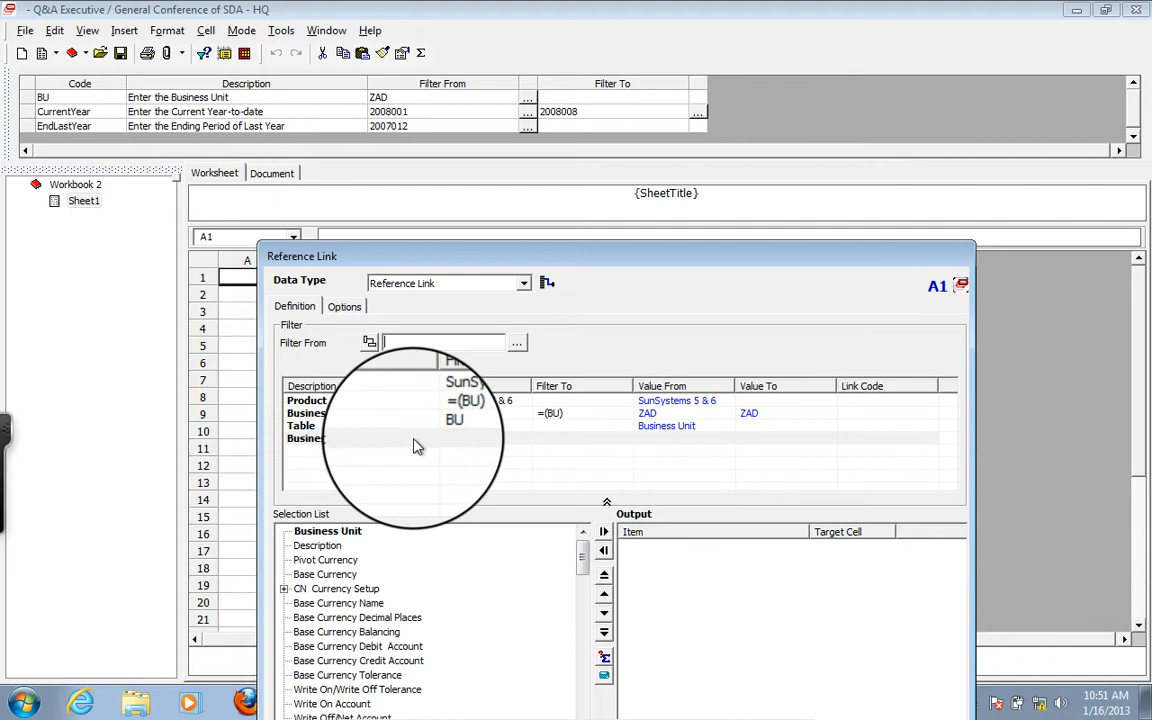 - Q&A Executive / General Conference of SDA - HQ
File Edit View Insert Format Cell Mode Tools Window Help
Code Description Filter From Filter To
BU Enter the Business Unit ZAD ...
CurrentYear Enter the Current Year-to-date 2008001 ... 2008008 ...
EndLastYear Enter the Ending Period of Last Year 2007012 ...
Worksheet Document
Workbook 2
Sheet1
{SheetTitle}
A1
A
Reference Link
Data Type Reference Link
A1
Definition Options
Filter
Filter From ...
Description Filter To Value From Value To Link Code
Product SunSystems 5 & 6
Busines =(BU) =(BU) ZAD ZAD
Table BU Business Unit
Busines
Selection List Output
Item Target Cell
Business Unit
Description
Pivot Currency
Base Currency
CN Currency Setup
Base Currency Name
Base Currency Decimal Places
Base Currency Balancing
Base Currency Debit Account
Base Currency Credit Account
Base Currency Tolerance
Write On/Write Off Tolerance
Write On Account
Write Off/Net Account
1
2
3
4
5
6
7
8
9
10
11
12
13
14
15
16
17
18
19
20
21
10:51 AM
1/16/2013